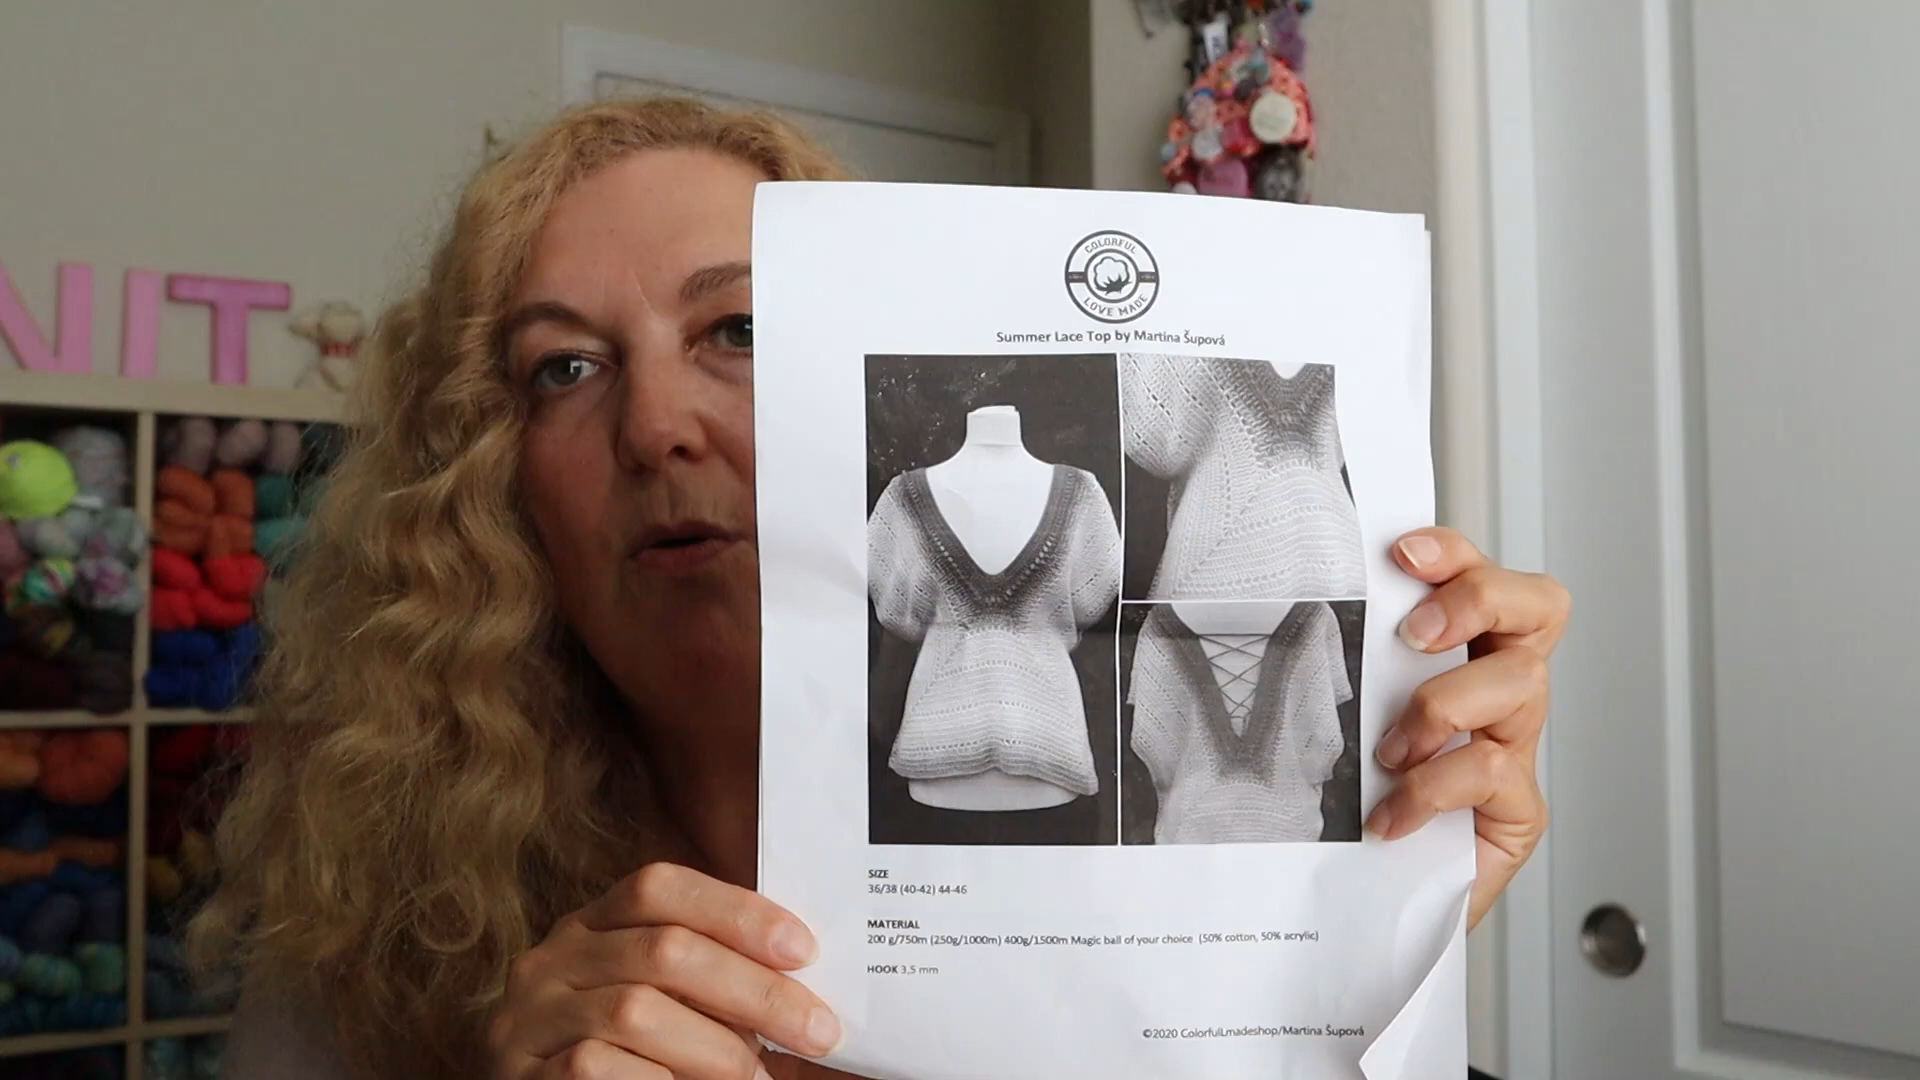 NIT
COLORFUL
LOVE MADE
Summer Lace Top by Martina Šupová
SIZE
36/38 (40-42) 44-46
MATERIAL
200 g/750m (250g/1000m) 400g/1500m Magic ball of your choice (50% cotton, 50% acrylic)
HOOK 3,5 mm
©2020 ColorfulLmadeshop/Martina Šupová